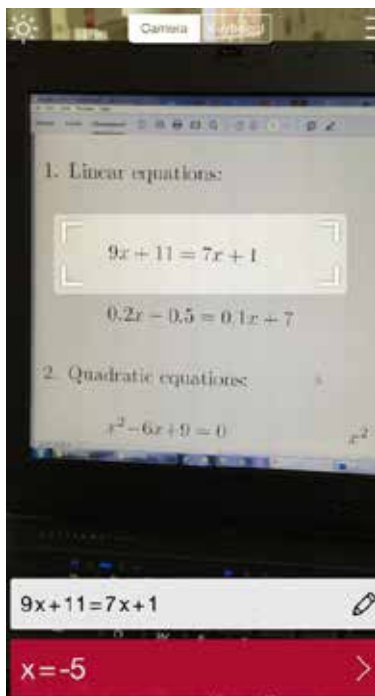 Camera
1. Linear equations:
9x + 11 = 7x + 1
0.2x − 0.5 = 0.1x + 7
2. Quadratic equations:
x² − 6x + 9 = 0
x²
9x+11=7x+1
x=-5